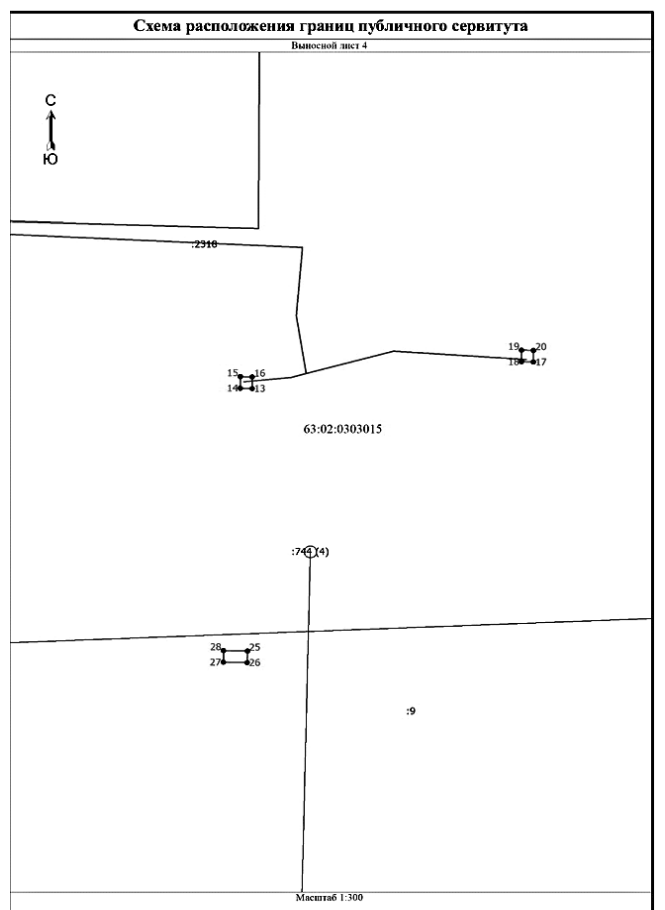 Схема расположения границ публичного сервитута
Выносной лист 4
С
Ю
:2318
19 20
18 17
15 16
14 13
63:02:0303015
:744(4)
28 25
27 26
:9
Масштаб 1:300